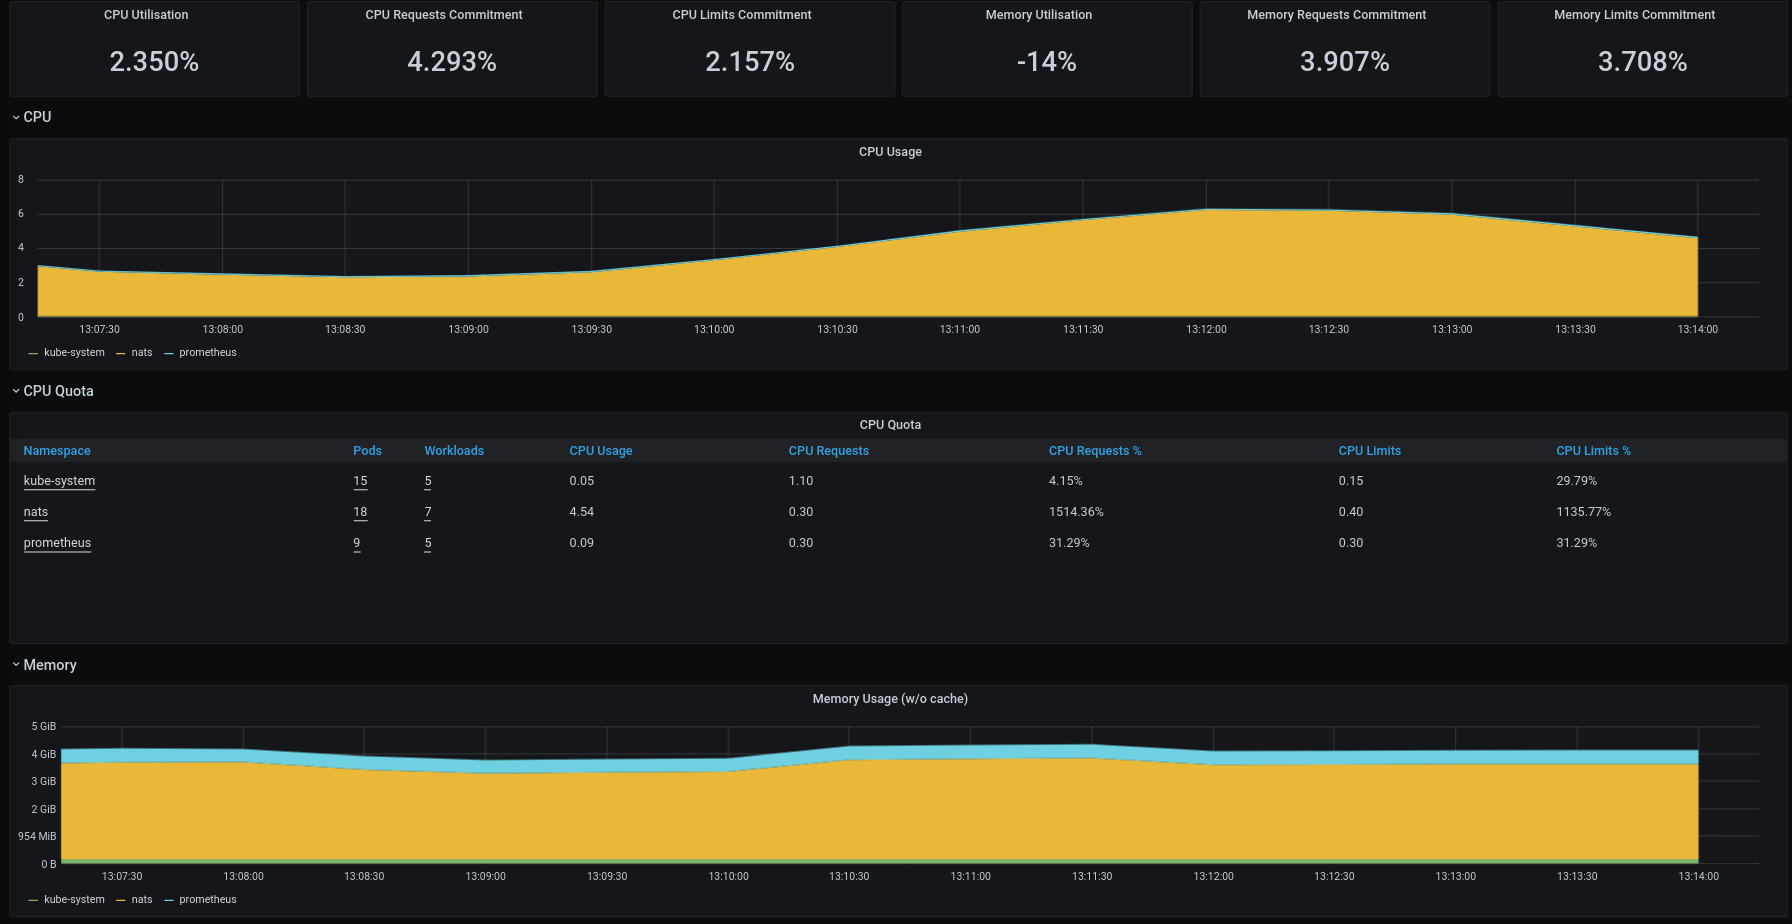 CPU Utilisation CPU Requests Commitment CPU Limits Commitment Memory Utilisation Memory Requests Commitment Memory Limits Commitment
2.350% 4.293% 2.157% -14% 3.907% 3.708%
CPU
CPU Usage
8
6
4
2
0
13:07:30 13:08:00 13:08:30 13:09:00 13:09:30 13:10:00 13:10:30 13:11:00 13:11:30 13:12:00 13:12:30 13:13:00 13:13:30 13:14:00
kube-system nats prometheus
CPU Quota
CPU Quota
Namespace Pods Workloads CPU Usage CPU Requests CPU Requests % CPU Limits CPU Limits %
kube-system 15 5 0.05 1.10 4.15% 0.15 29.79%
nats 18 7 4.54 0.30 1514.36% 0.40 1135.77%
prometheus 9 5 0.09 0.30 31.29% 0.30 31.29%
Memory
Memory Usage (w/o cache)
5 GiB
4 GiB
3 GiB
2 GiB
954 MiB
0 B
13:07:30 13:08:00 13:08:30 13:09:00 13:09:30 13:10:00 13:10:30 13:11:00 13:11:30 13:12:00 13:12:30 13:13:00 13:13:30 13:14:00
kube-system nats prometheus